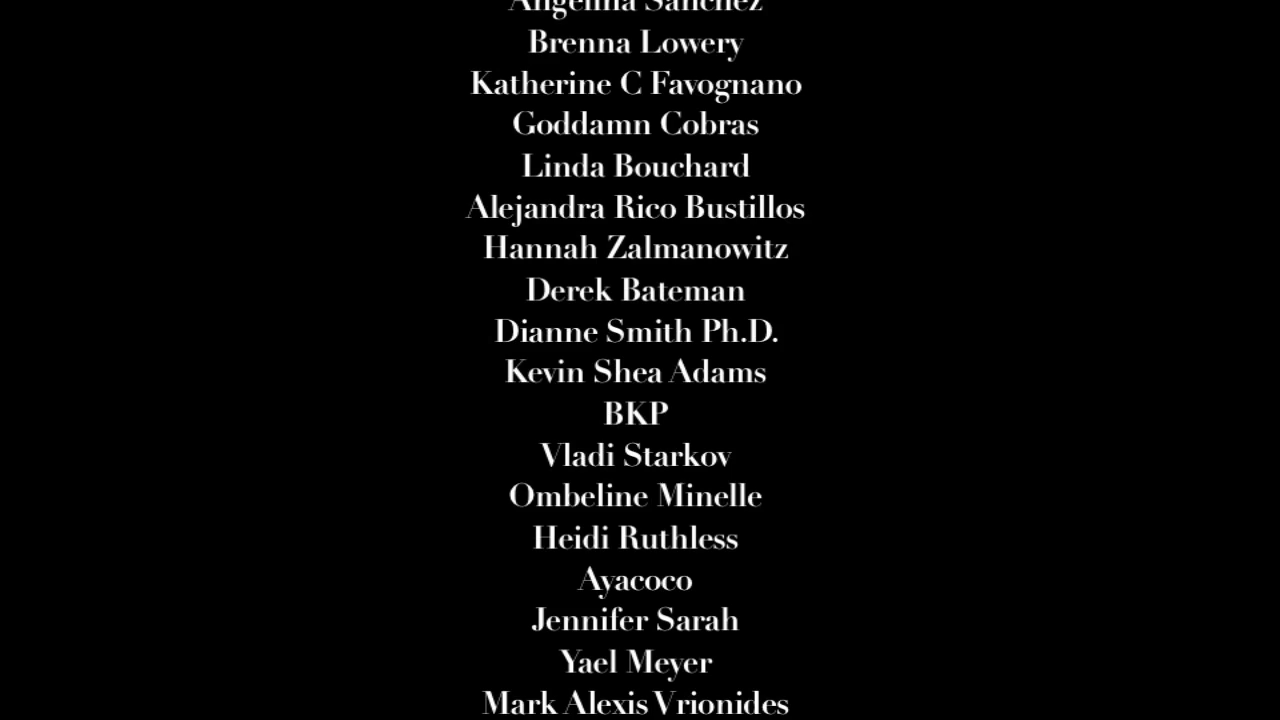 Angelina Sanchez
Brenna Lowery
Katherine C Favognano
Goddamn Cobras
Linda Bouchard
Alejandra Rico Bustillos
Hannah Zalmanowitz
Derek Bateman
Dianne Smith Ph.D.
Kevin Shea Adams
BKP
Vladi Starkov
Ombeline Minelle
Heidi Ruthless
Ayacoco
Jennifer Sarah
Yael Meyer
Mark Alexis Vrionides